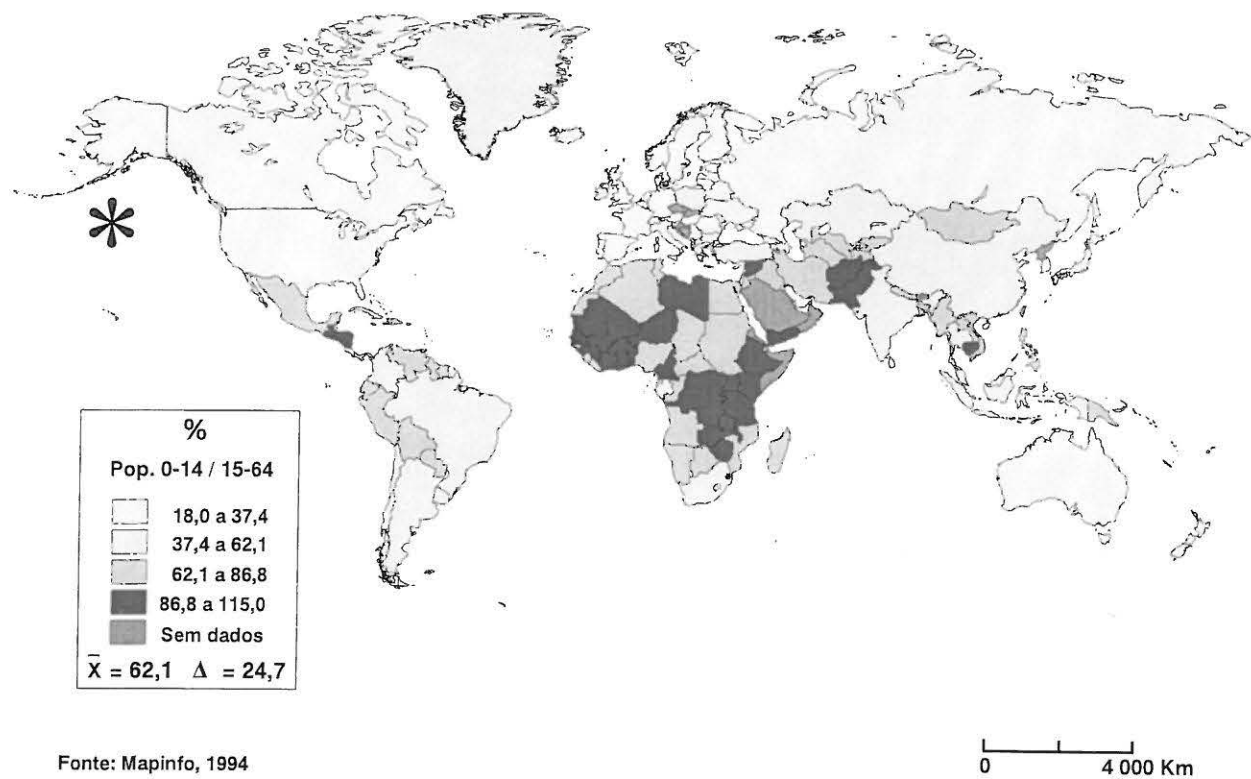 %
Pop. 0-14 / 15-64
18,0 a 37,4
37,4 a 62,1
62,1 a 86,8
86,8 a 115,0
Sem dados
X̅ = 62,1 Δ = 24,7
Fonte: Mapinfo, 1994
0 4 000 Km